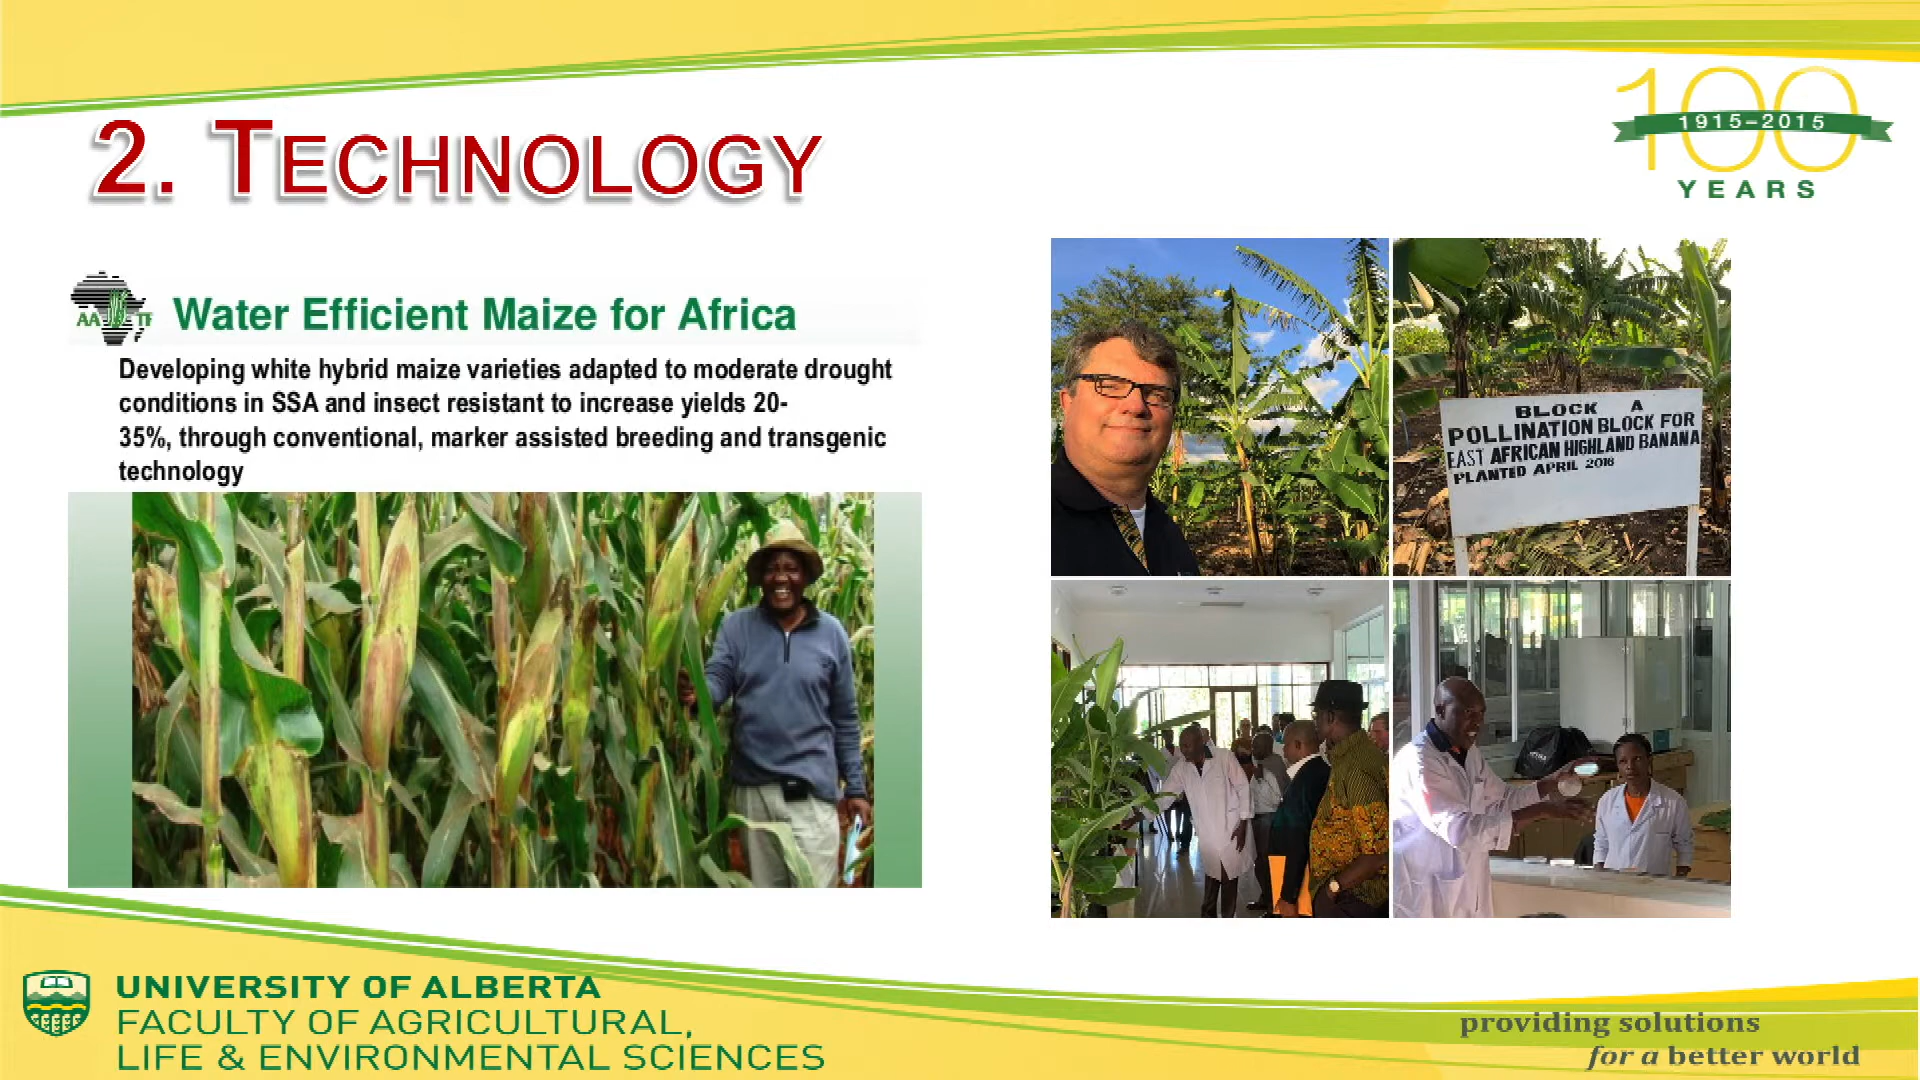 2. TECHNOLOGY
1915–2015
100
YEARS
AATF
Water Efficient Maize for Africa
Developing white hybrid maize varieties adapted to moderate drought
conditions in SSA and insect resistant to increase yields 20-
35%, through conventional, marker assisted breeding and transgenic
technology
BLOCK A
POLLINATION BLOCK FOR
EAST AFRICAN HIGHLAND BANANA
PLANTED APRIL 2016
UNIVERSITY OF ALBERTA
FACULTY OF AGRICULTURAL,
LIFE & ENVIRONMENTAL SCIENCES
providing solutions
for a better world